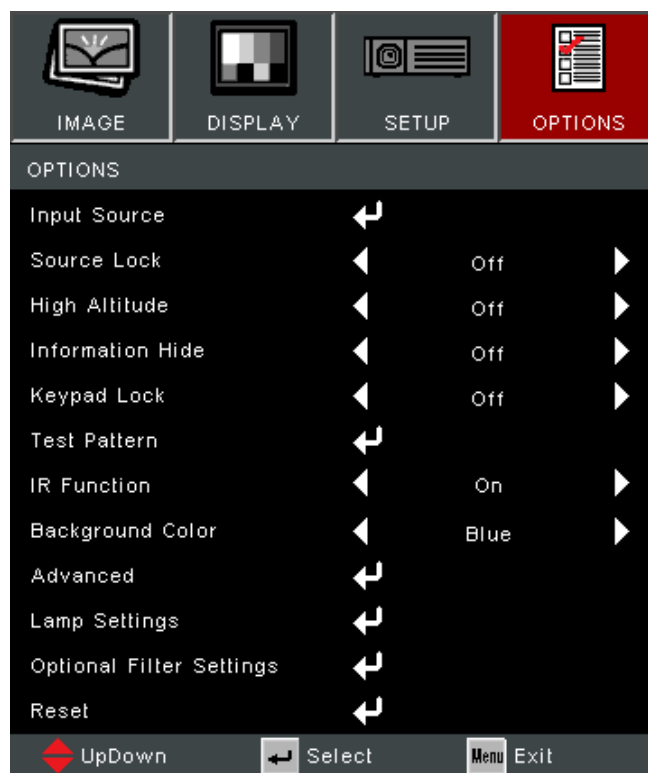 IMAGE DISPLAY SETUP OPTIONS
OPTIONS
Input Source
Source Lock Off
High Altitude Off
Information Hide Off
Keypad Lock Off
Test Pattern
IR Function On
Background Color Blue
Advanced
Lamp Settings
Optional Filter Settings
Reset
UpDown Select Menu Exit